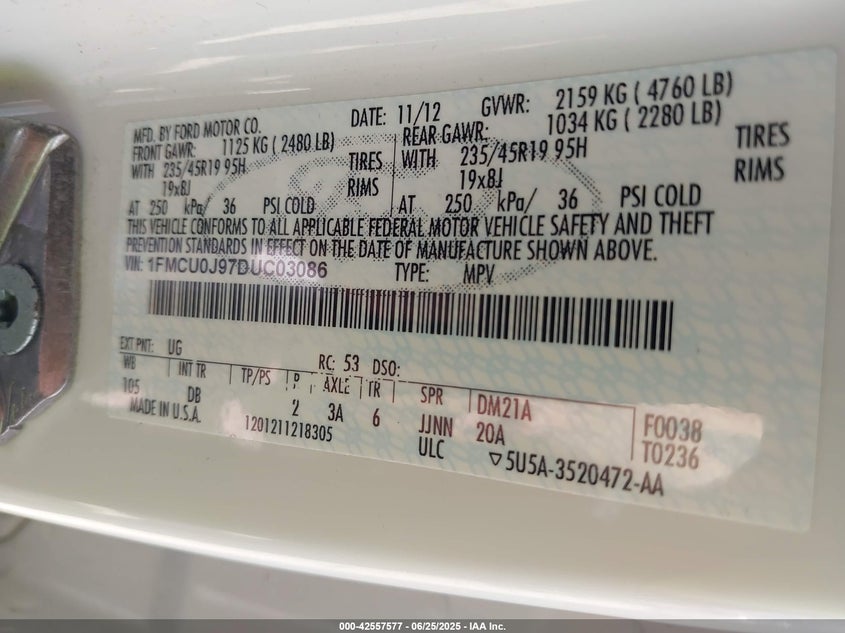 MFD. BY FORD MOTOR CO.
DATE: 11/12 GVWR: 2159 KG ( 4760 LB)
FRONT GAWR: 1125 KG ( 2480 LB) REAR GAWR: 1034 KG ( 2280 LB)
WITH 235/45R19 95H TIRES WITH 235/45R19 95H TIRES
19x8J RIMS 19x8J RIMS
AT 250 kPa/ 36 PSI COLD AT 250 kPa/ 36 PSI COLD
THIS VEHICLE CONFORMS TO ALL APPLICABLE FEDERAL MOTOR VEHICLE SAFETY AND THEFT
PREVENTION STANDARDS IN EFFECT ON THE DATE OF MANUFACTURE SHOWN ABOVE.
VIN: 1FMCU0J97DUC03086 TYPE: MPV
EXT PNT: UG RC: 53 DSO:
WB INT TR TP/PS R AXLE TR SPR DM21A F0038
105 DB 2 3A 6 JJNN 20A T0236
MADE IN U.S.A. 1201211218305 ULC ▽5U5A-3520472-AA
000-42557577 - 06/25/2025 - IAA Inc.